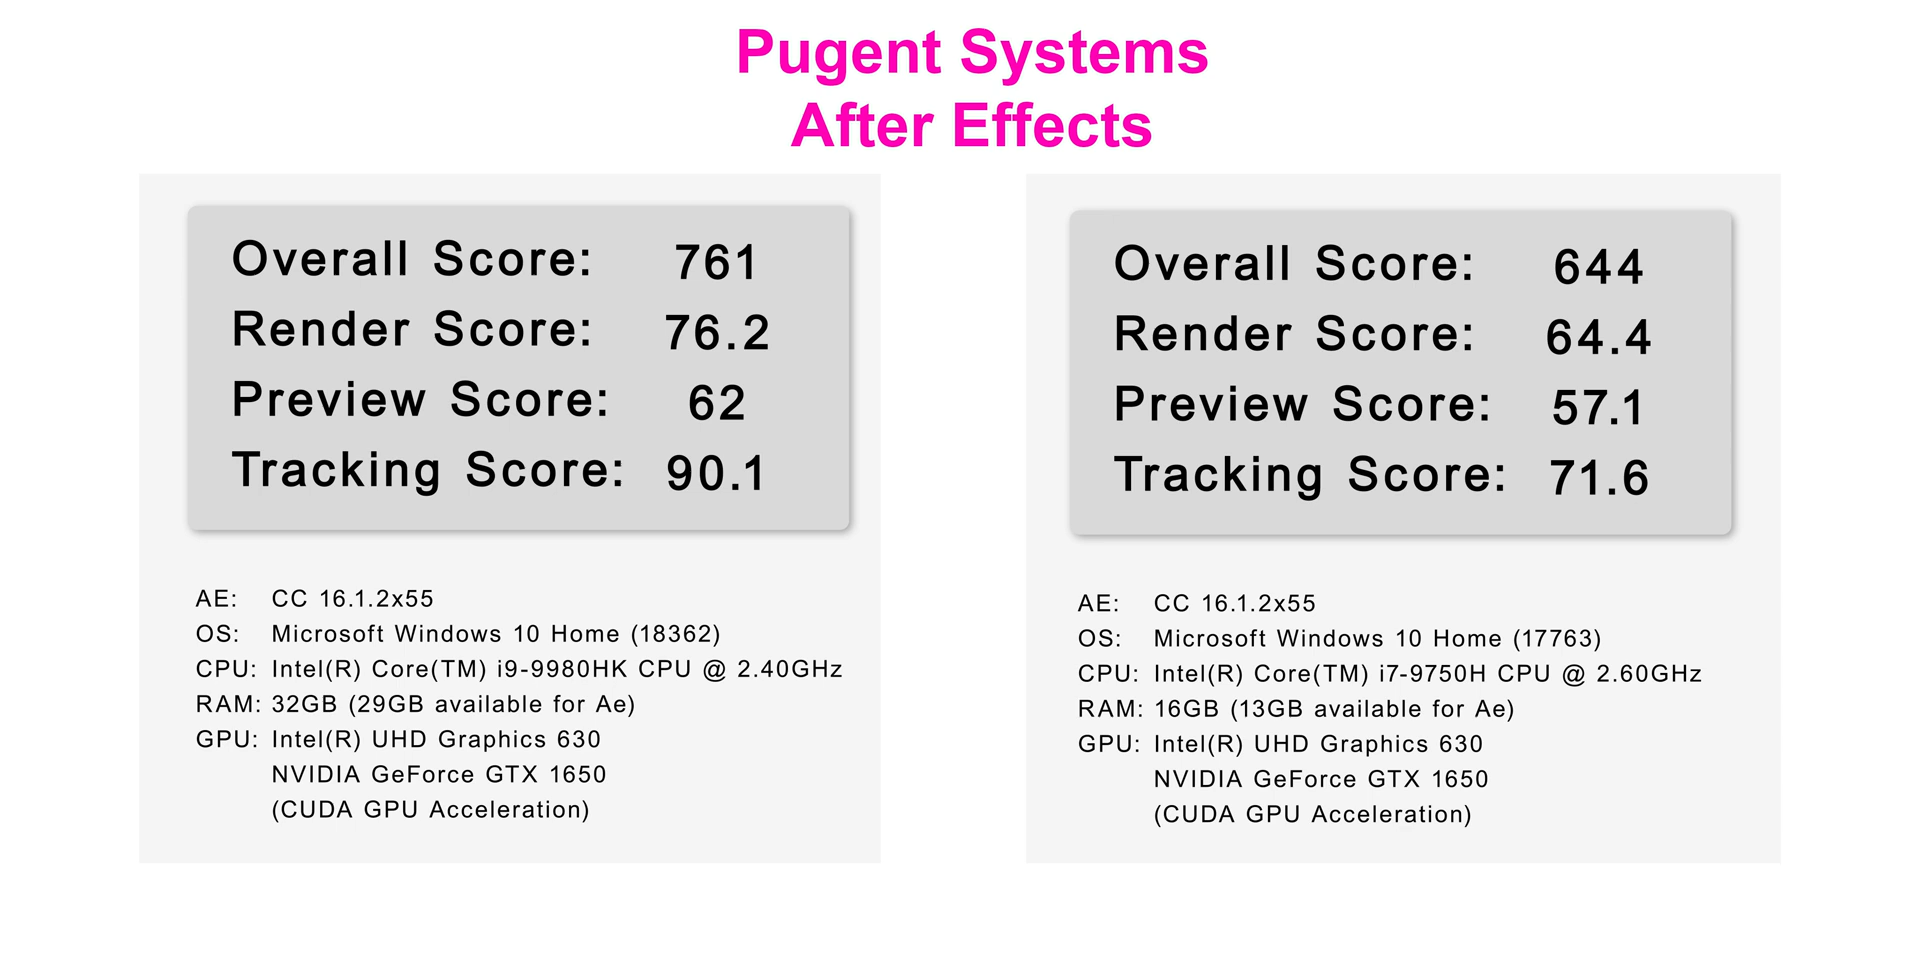 Pugent Systems
After Effects
Overall Score: 761
Render Score: 76.2
Preview Score: 62
Tracking Score: 90.1
AE: CC 16.1.2x55
OS: Microsoft Windows 10 Home (18362)
CPU: Intel(R) Core(TM) i9-9980HK CPU @ 2.40GHz
RAM: 32GB (29GB available for Ae)
GPU: Intel(R) UHD Graphics 630
NVIDIA GeForce GTX 1650
(CUDA GPU Acceleration)
Overall Score: 644
Render Score: 64.4
Preview Score: 57.1
Tracking Score: 71.6
AE: CC 16.1.2x55
OS: Microsoft Windows 10 Home (17763)
CPU: Intel(R) Core(TM) i7-9750H CPU @ 2.60GHz
RAM: 16GB (13GB available for Ae)
GPU: Intel(R) UHD Graphics 630
NVIDIA GeForce GTX 1650
(CUDA GPU Acceleration)